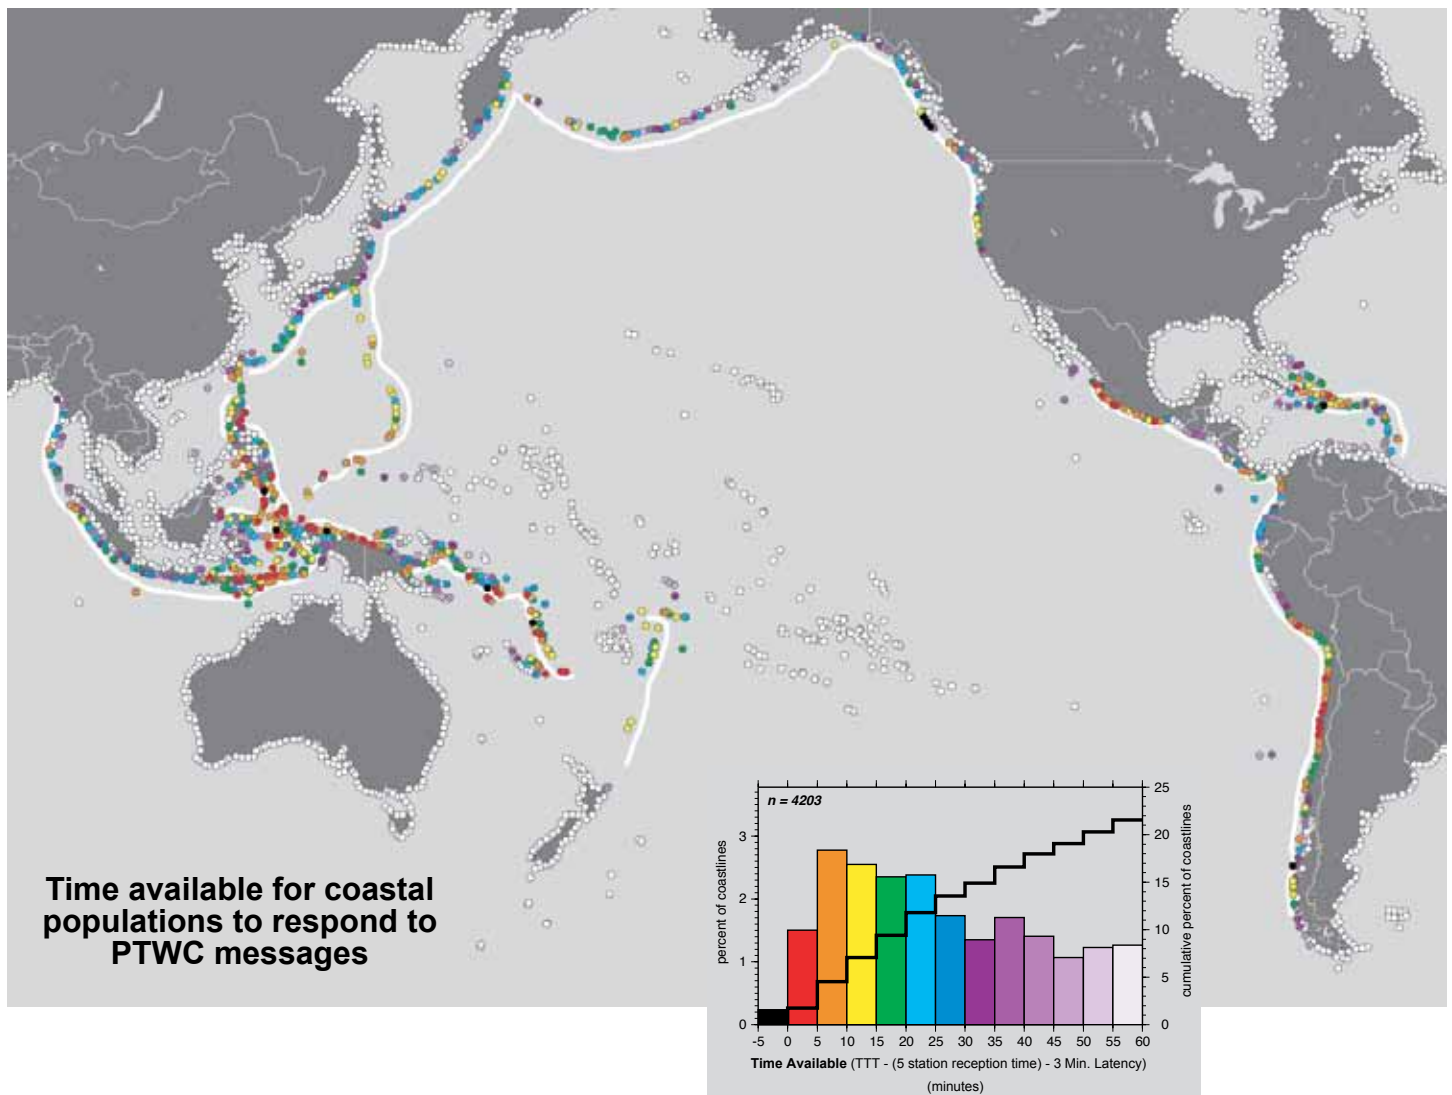 Time available for coastal
populations to respond to
PTWC messages
n = 4203
percent of coastlines
3
2
1
0
cumulative percent of coastlines
25
20
15
10
5
0
-5 0 5 10 15 20 25 30 35 40 45 50 55 60
Time Available (TTT - (5 station reception time) - 3 Min. Latency)
(minutes)